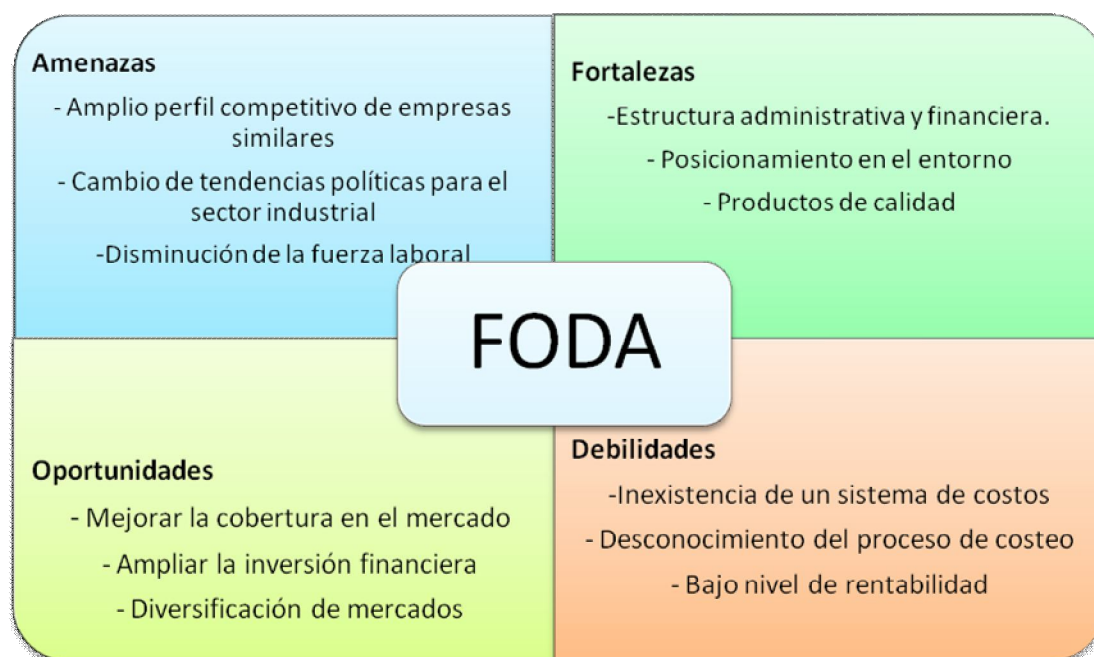 Amenazas
- Amplio perfil competitivo de empresas
similares
- Cambio de tendencias políticas para el
sector industrial
-Disminución de la fuerza laboral
Fortalezas
-Estructura administrativa y financiera.
- Posicionamiento en el entorno
- Productos de calidad
FODA
Oportunidades
- Mejorar la cobertura en el mercado
- Ampliar la inversión financiera
- Diversificación de mercados
Debilidades
-Inexistencia de un sistema de costos
- Desconocimiento del proceso de costeo
- Bajo nivel de rentabilidad